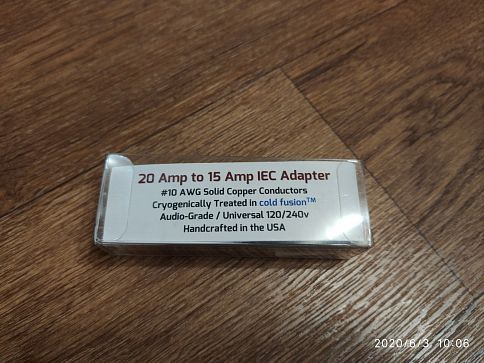 20 Amp to 15 Amp IEC Adapter
#10 AWG Solid Copper Conductors
Cryogenically Treated in cold fusion™
Audio-Grade / Universal 120/240v
Handcrafted in the USA
2020/6/3 10:06